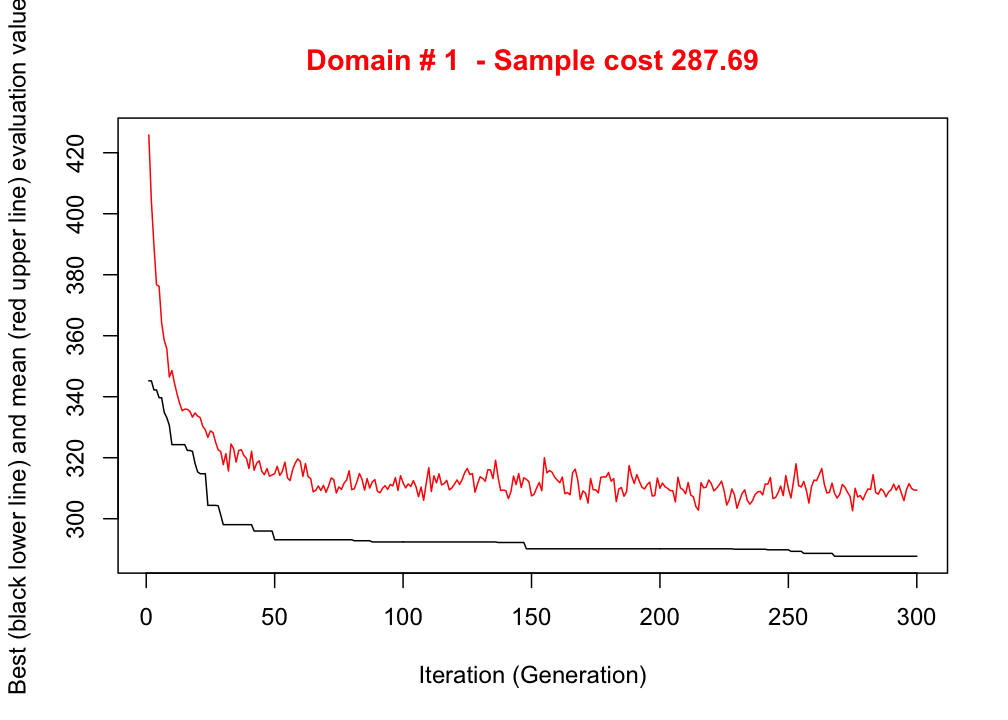 Domain # 1 - Sample cost 287.69
Best (black lower line) and mean (red upper line) evaluation value
420
400
380
360
340
320
300
0 50 100 150 200 250 300
Iteration (Generation)